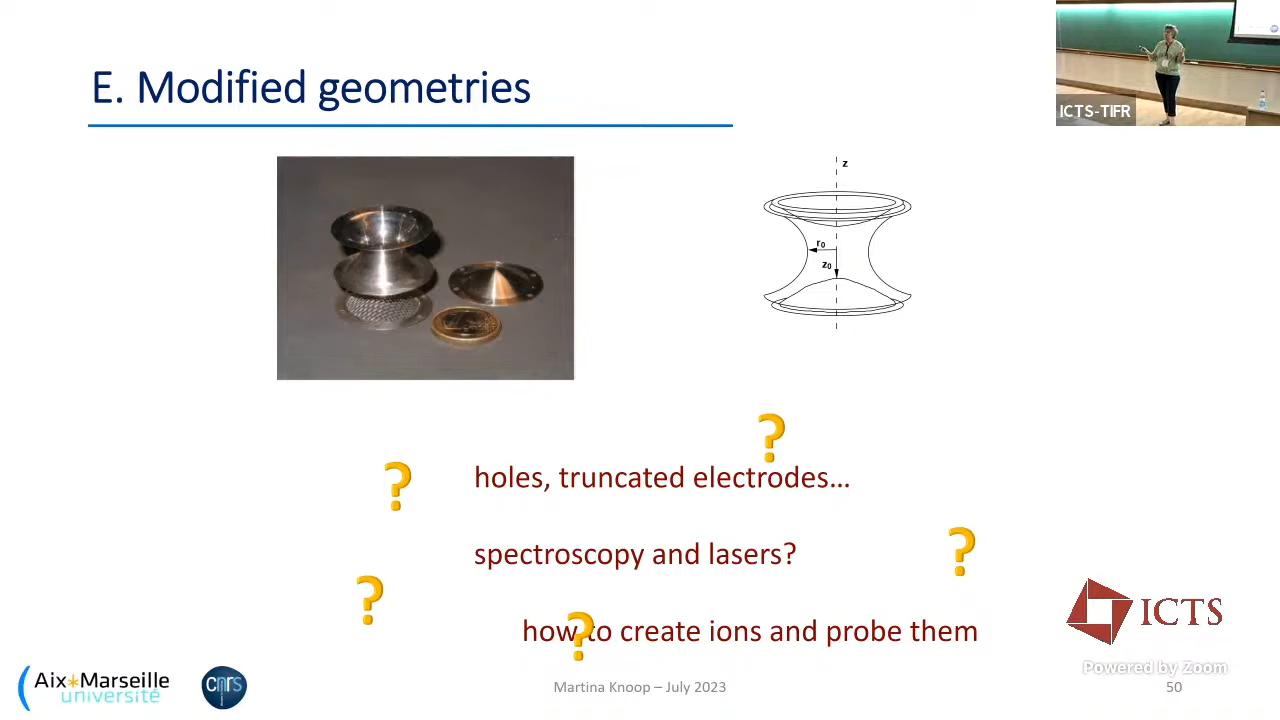 E. Modified geometries
ICTS-TIFR
z
r0
z0
holes, truncated electrodes…
spectroscopy and lasers?
how to create ions and probe them
?
?
?
?
?
ICTS
Powered by Zoom
Aix*Marseille
université
cnrs
Martina Knoop – July 2023
50